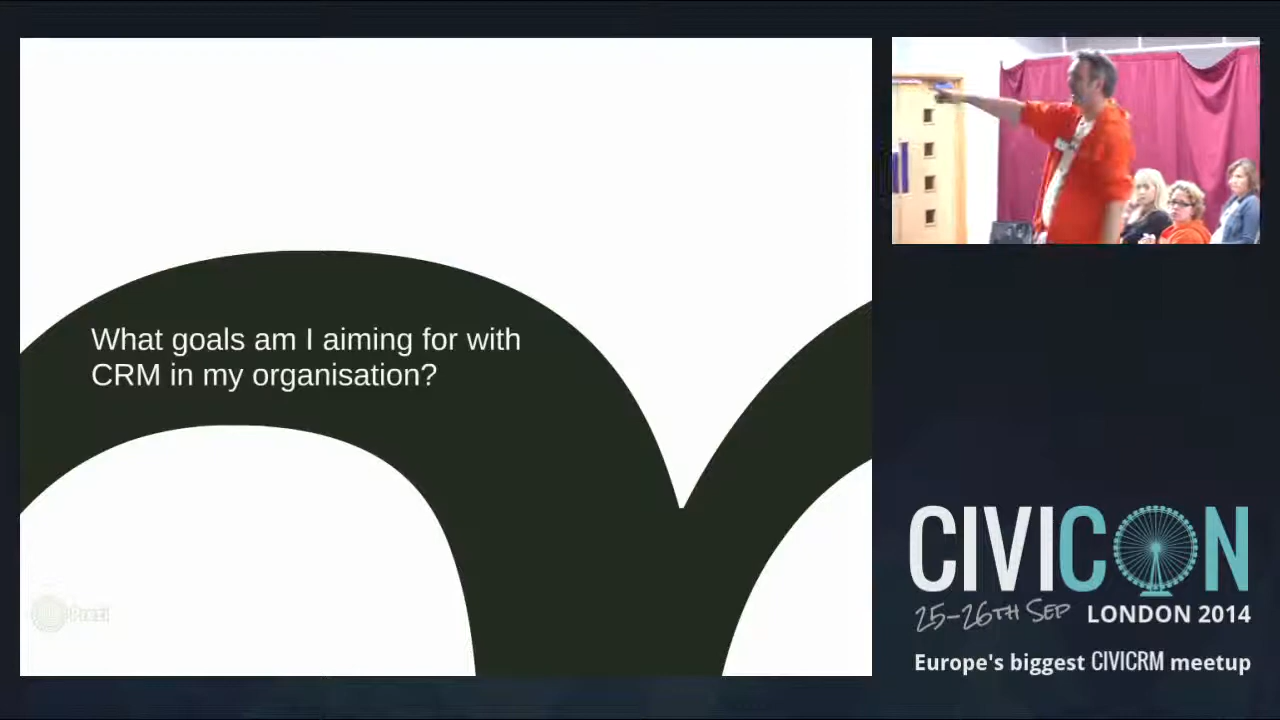 What goals am I aiming for with
CRM in my organisation?
CIVICON
25-26TH SEP LONDON 2014
Europe's biggest CIVICRM meetup